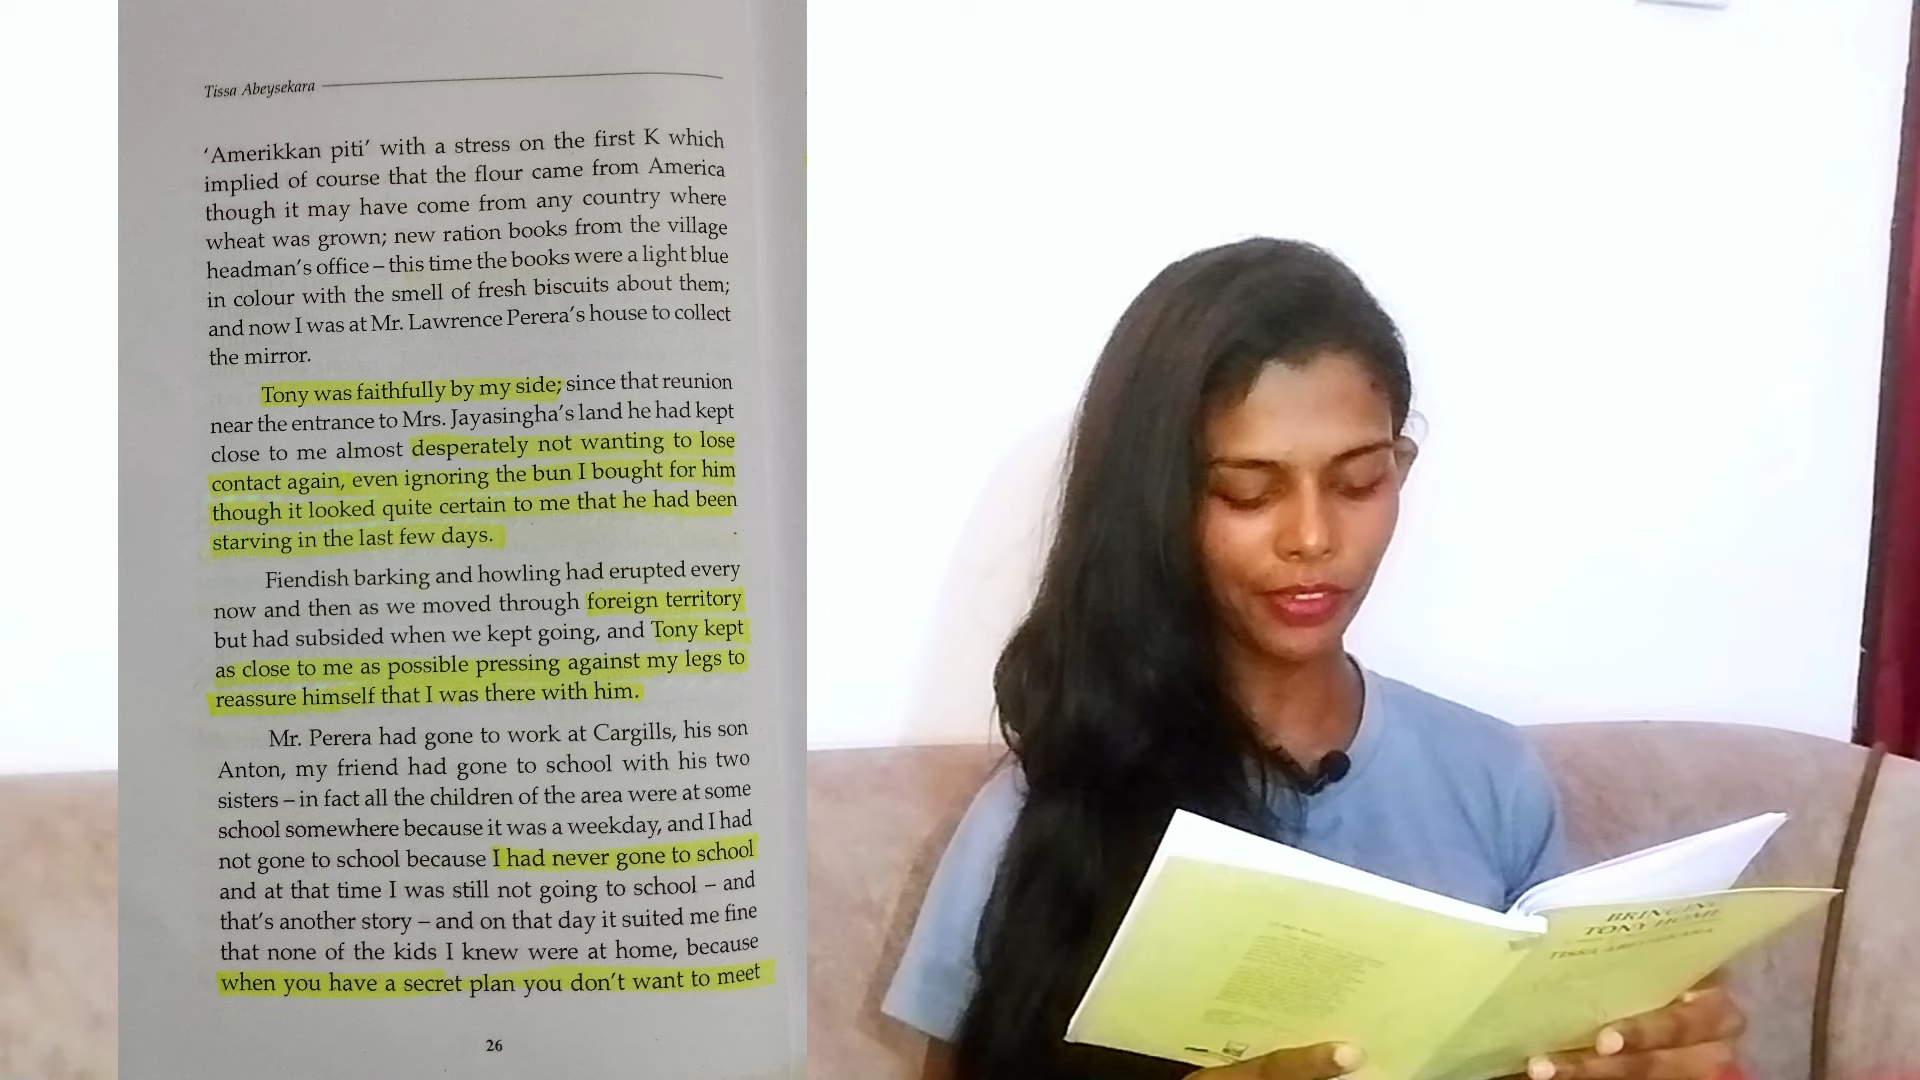 Tissa Abeysekara
‘Amerikkan piti’ with a stress on the first K which
implied of course that the flour came from America
though it may have come from any country where
wheat was grown; new ration books from the village
headman’s office – this time the books were a light blue
in colour with the smell of fresh biscuits about them;
and now I was at Mr. Lawrence Perera’s house to collect
the mirror.
Tony was faithfully by my side; since that reunion
near the entrance to Mrs. Jayasingha’s land he had kept
close to me almost desperately not wanting to lose
contact again, even ignoring the bun I bought for him
though it looked quite certain to me that he had been
starving in the last few days.
Fiendish barking and howling had erupted every
now and then as we moved through foreign territory
but had subsided when we kept going, and Tony kept
as close to me as possible pressing against my legs to
reassure himself that I was there with him.
Mr. Perera had gone to work at Cargills, his son
Anton, my friend had gone to school with his two
sisters – in fact all the children of the area were at some
school somewhere because it was a weekday, and I had
not gone to school because I had never gone to school
and at that time I was still not going to school – and
that’s another story – and on that day it suited me fine
that none of the kids I knew were at home, because
when you have a secret plan you don’t want to meet
26
BRINGING
TONY HOME
TISSA ABEYSEKARA